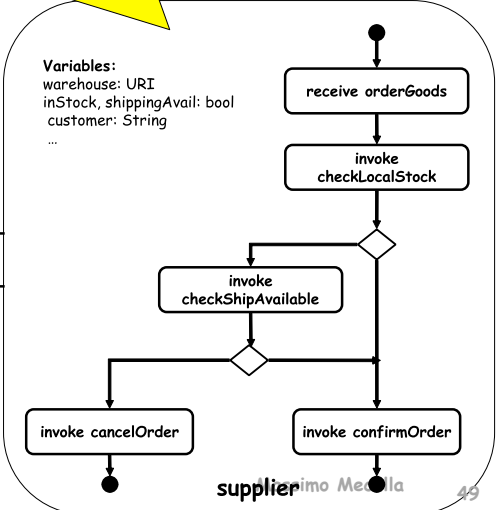 Variables:
warehouse: URI
inStock, shippingAvail: bool
customer: String
...
receive orderGoods
invoke
checkLocalStock
invoke
checkShipAvailable
invoke cancelOrder
invoke confirmOrder
supplier
49